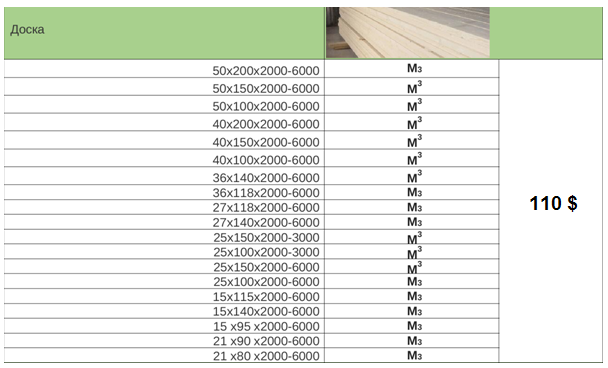 Доска
50x200x2000-6000 М3
50x150x2000-6000 М³
50x100x2000-6000 М³
40x200x2000-6000 М³
40x150x2000-6000 М³
40x100x2000-6000 М³
36x140x2000-6000 М³
36x118x2000-6000 М3
27x118x2000-6000 М3
110 $
27x140x2000-6000 М3
25x150x2000-3000 М³
25x100x2000-3000 М³
25x150x2000-6000 М³
25x100x2000-6000 М3
15x115x2000-6000 М3
15x140x2000-6000 М3
15 x95 x2000-6000 М3
21 x90 x2000-6000 М3
21 x80 x2000-6000 М3